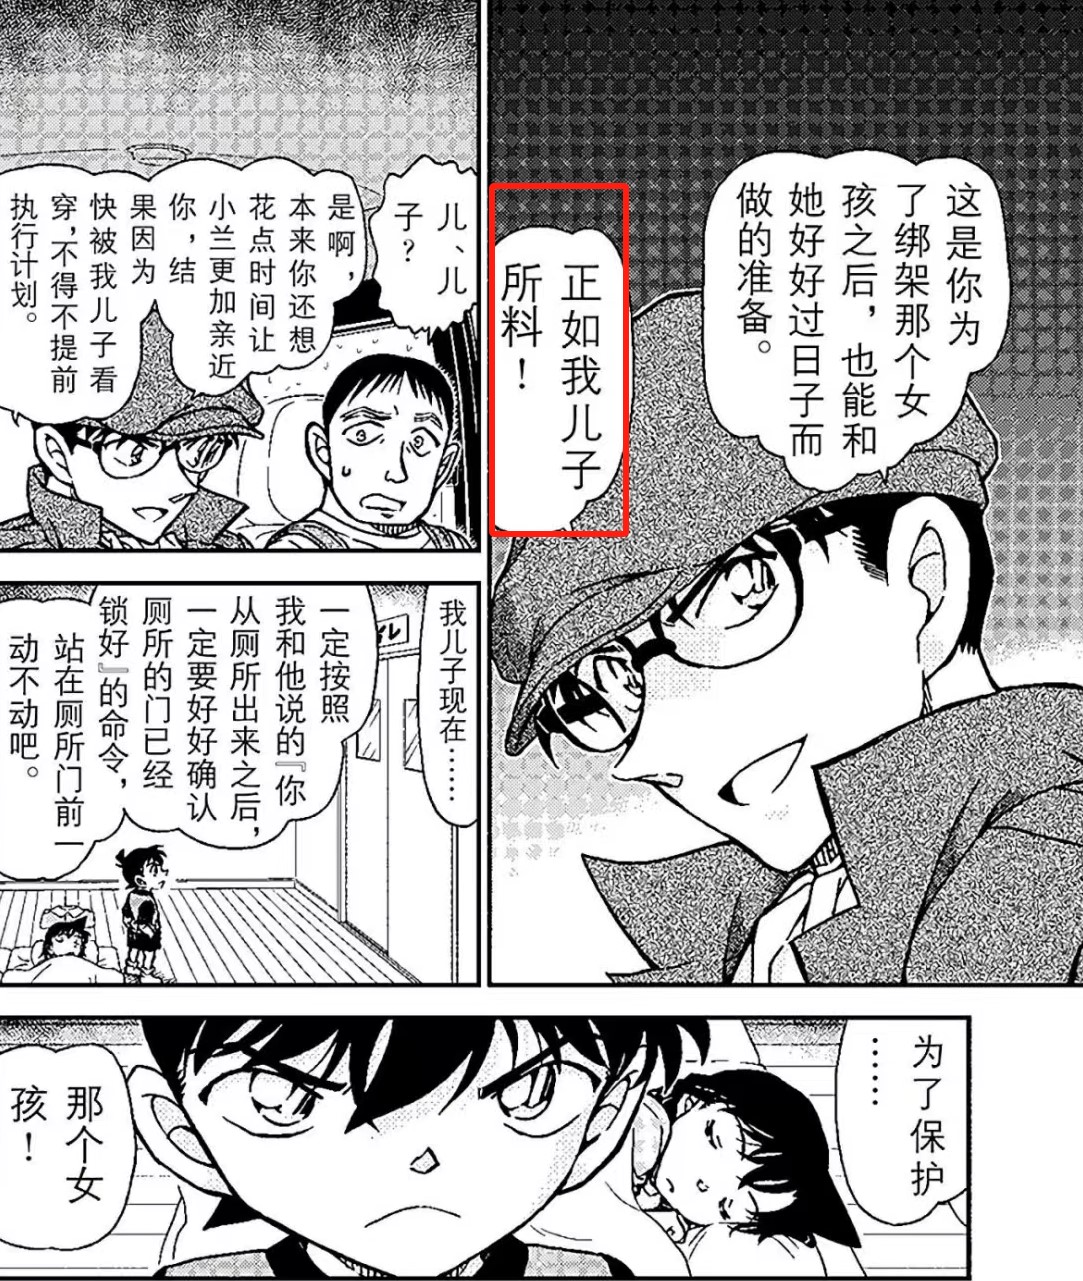 这是你为
了绑架那个女
孩之后，也能和
她好好过日子而
做的准备。
正如我儿子
所料！
儿、儿
子？
是啊，
本来你还想
花点时间让
小兰更加亲近
你，结
果因为
快被我儿子看
穿，不得不提前
执行计划。
我儿子现在……
一定按照
我和他说的『你
从厕所出来之后，
一定要好好确认
厕所的门已经
锁好』的命令，
站在厕所门前一
动不动吧。
为了保护
……
那个女
孩！